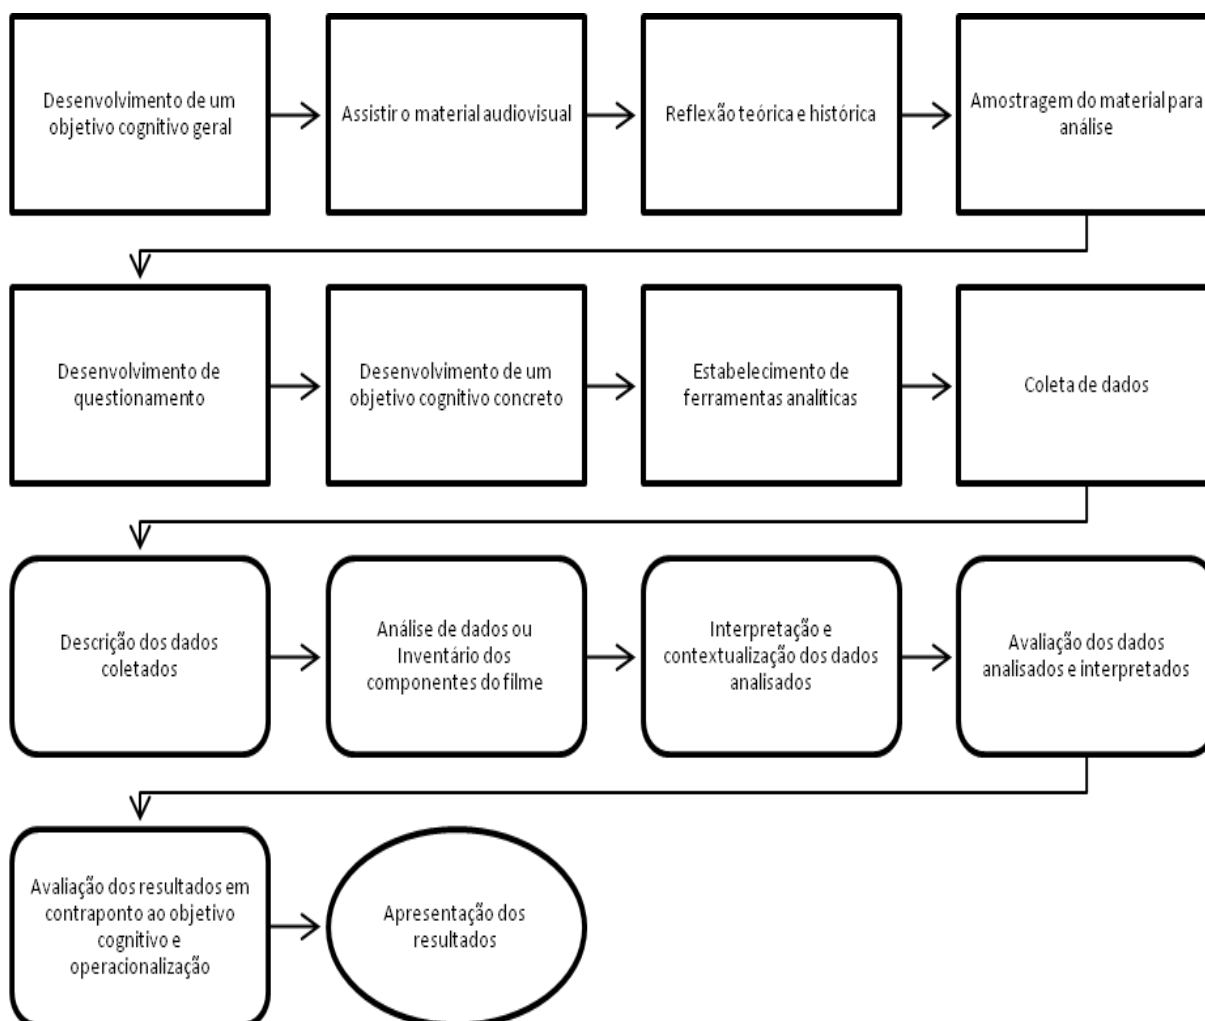 Desenvolvimento de um
objetivo cognitivo geral
Assistir o material audiovisual
Reflexão teórica e histórica
Amostragem do material para
análise
Desenvolvimento de
questionamento
Desenvolvimento de um
objetivo cognitivo concreto
Estabelecimento de
ferramentas analíticas
Coleta de dados
Descrição dos dados
coletados
Análise de dados ou
Inventário dos
componentes do filme
Interpretação e
contextualização dos dados
analisados
Avaliação dos dados
analisados e interpretados
Avaliação dos resultados em
contraponto ao objetivo
cognitivo e
operacionalização
Apresentação dos
resultados